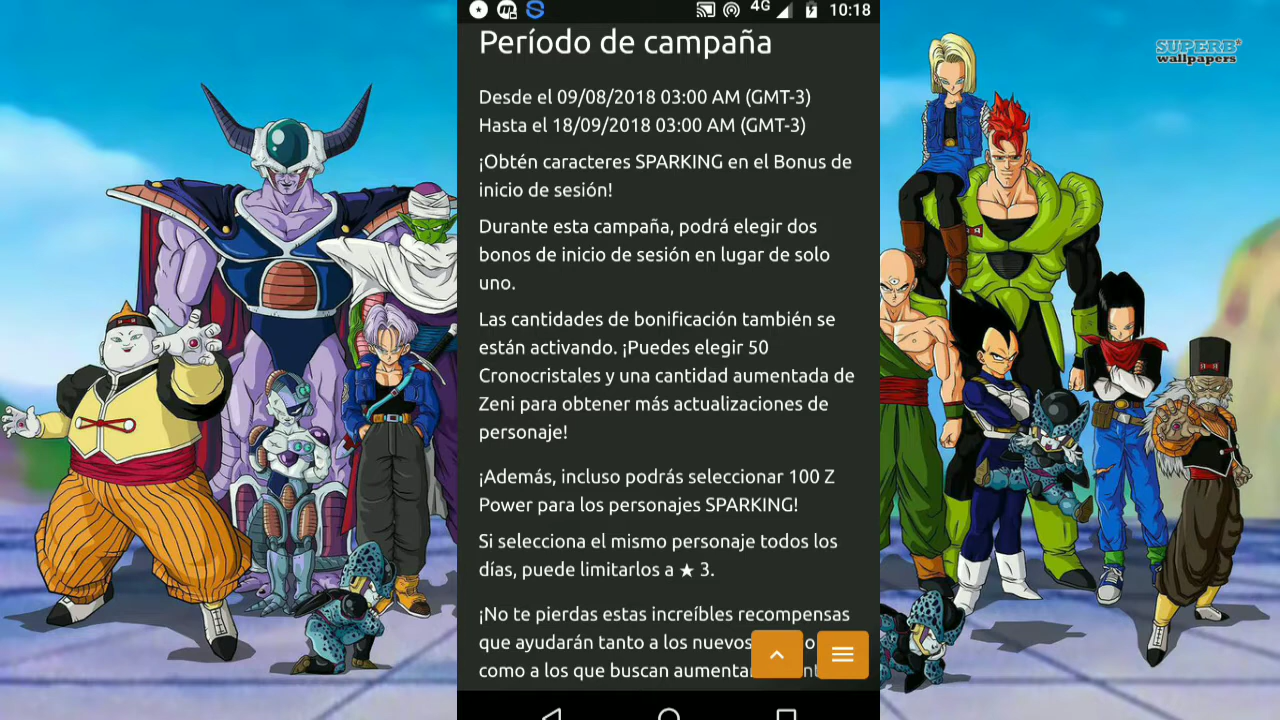 4G 10:18
Período de campaña
SUPERB
wallpapers
Desde el 09/08/2018 03:00 AM (GMT-3)
Hasta el 18/09/2018 03:00 AM (GMT-3)
¡Obtén caracteres SPARKING en el Bonus de
inicio de sesión!
Durante esta campaña, podrá elegir dos
bonos de inicio de sesión en lugar de solo
uno.
Las cantidades de bonificación también se
están activando. ¡Puedes elegir 50
Cronocristales y una cantidad aumentada de
Zeni para obtener más actualizaciones de
personaje!
¡Además, incluso podrás seleccionar 100 Z
Power para los personajes SPARKING!
Si selecciona el mismo personaje todos los
días, puede limitarlos a ★ 3.
¡No te pierdas estas increíbles recompensas
que ayudarán tanto a los nuevos
como a los que buscan